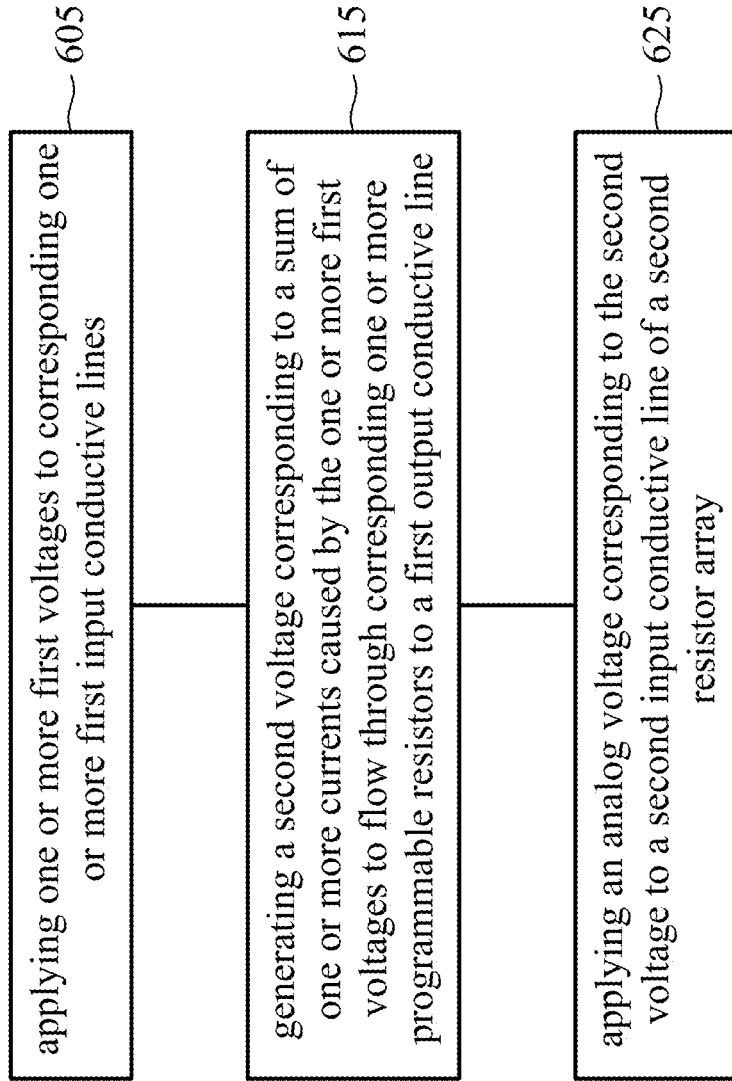 605
applying one or more first voltages to corresponding one
or more first input conductive lines
615
generating a second voltage corresponding to a sum of
one or more currents caused by the one or more first
voltages to flow through corresponding one or more
programmable resistors to a first output conductive line
625
applying an analog voltage corresponding to the second
voltage to a second input conductive line of a second
resistor array